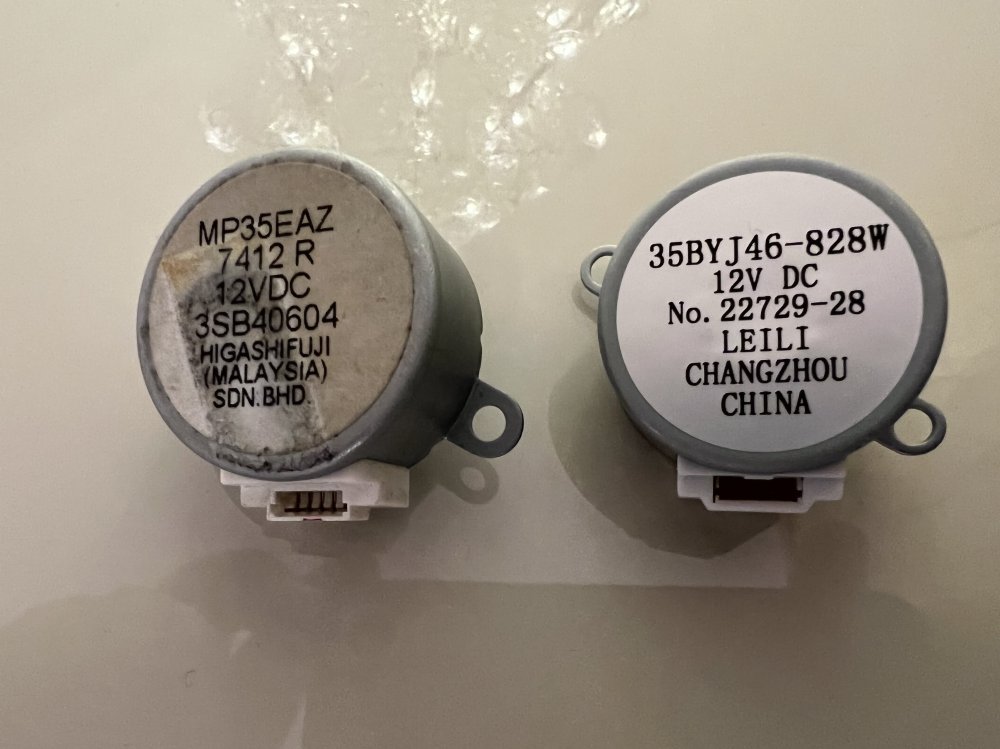 MP35EAZ
7412 R
12VDC
3SB40604
HIGASHIFUJI
(MALAYSIA)
SDN.BHD.
35BYJ46-828W
12V DC
No. 22729-28
LEILI
CHANGZHOU
CHINA